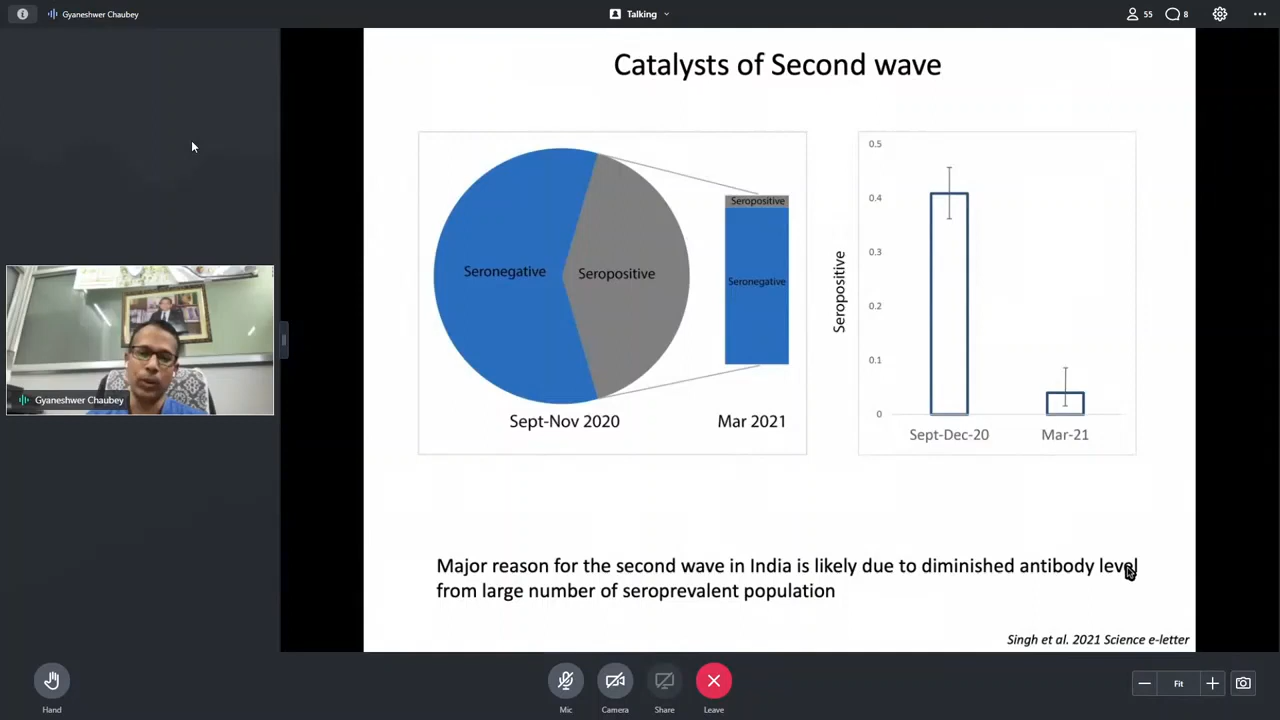 Gyaneshwer Chaubey
Talking
55
8
Catalysts of Second wave
Seronegative
Seropositive
Seropositive
Seronegative
Sept-Nov 2020
Mar 2021
Seropositive
0.5
0.4
0.3
0.2
0.1
0
Sept-Dec-20
Mar-21
Gyaneshwer Chaubey
Major reason for the second wave in India is likely due to diminished antibody level
from large number of seroprevalent population
Singh et al. 2021 Science e-letter
Hand
Mic
Camera
Share
Leave
Fit